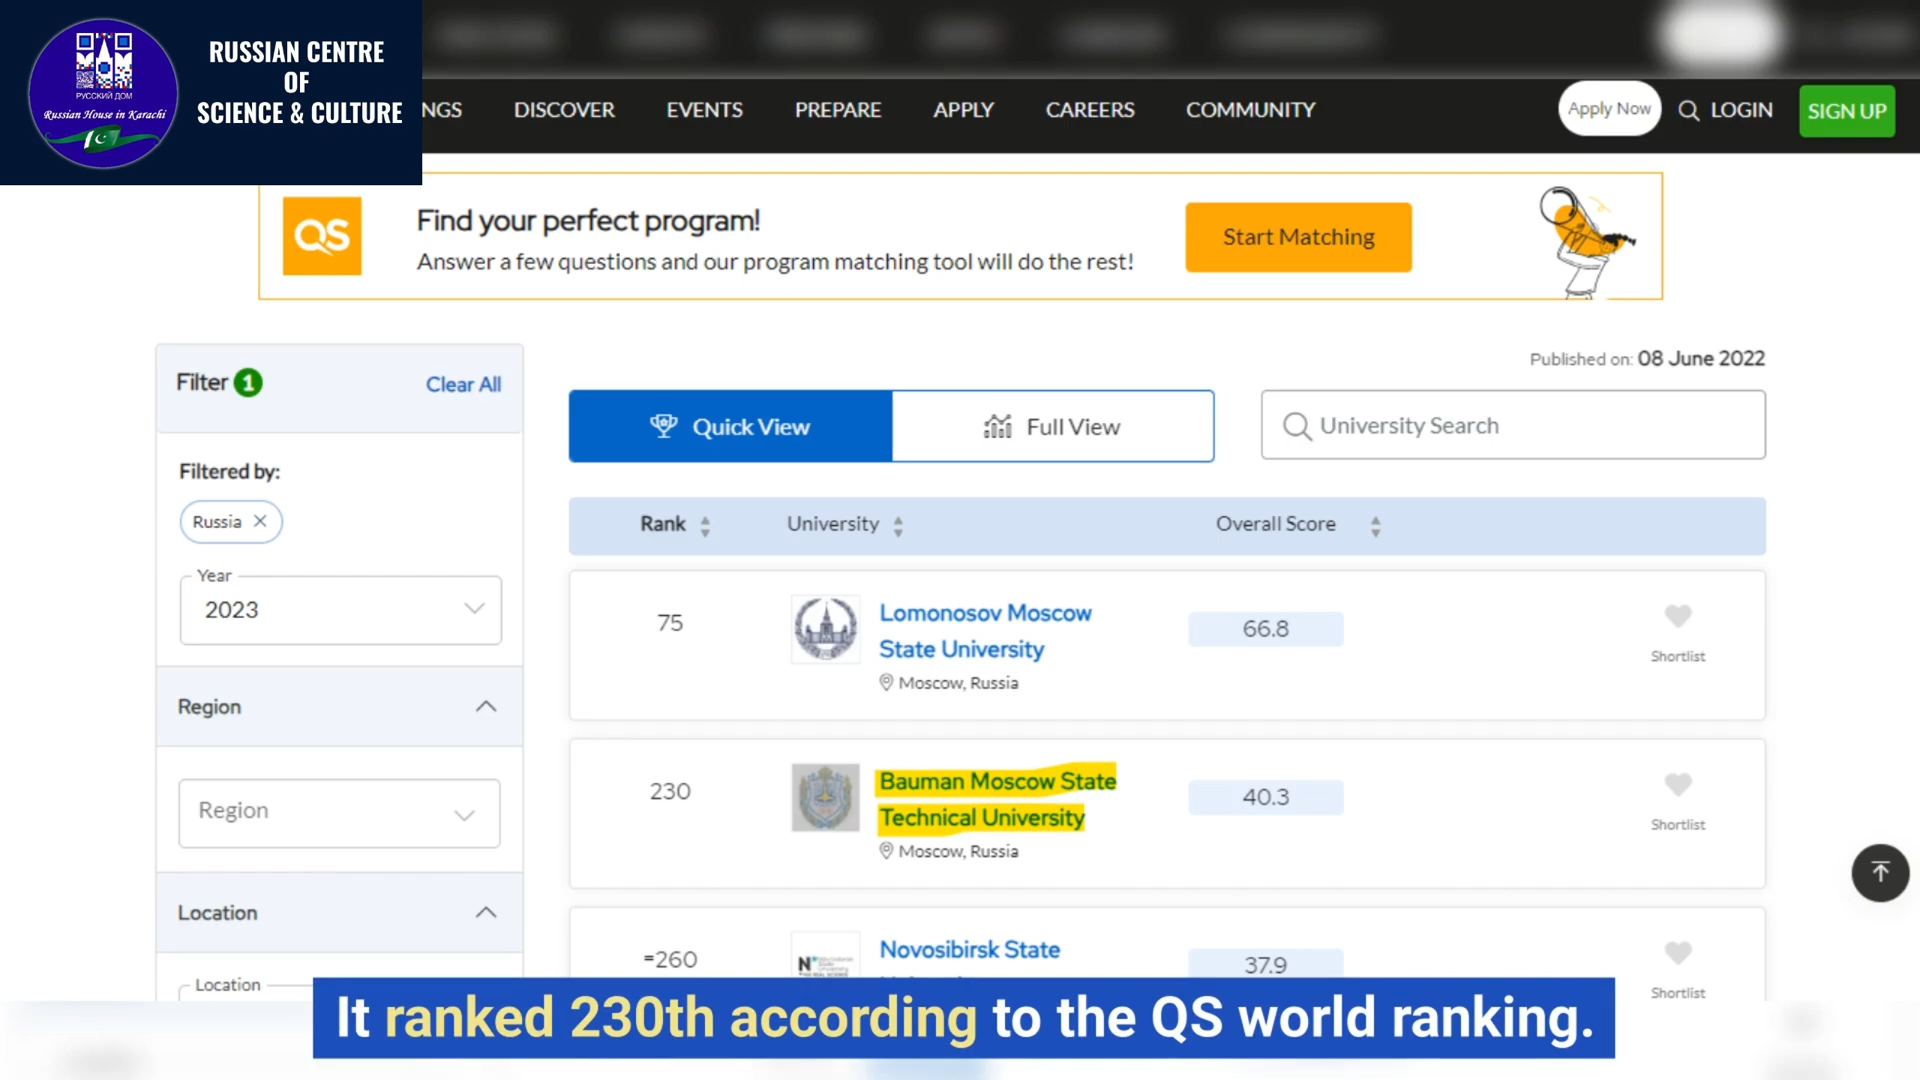 RUSSIAN CENTRE
OF
SCIENCE & CULTURE
РУССКИЙ ДОМ
Russian House in Karachi
NGS DISCOVER EVENTS PREPARE APPLY CAREERS COMMUNITY Apply Now LOGIN SIGN UP
QS
Find your perfect program!
Answer a few questions and our program matching tool will do the rest!
Start Matching
Published on: 08 June 2022
Filter 1 Clear All
Quick View Full View University Search
Filtered by:
Russia
Year
2023
Region
Region
Location
Location
Rank University Overall Score
75 Lomonosov Moscow
State University
Moscow, Russia
66.8
Shortlist
230 Bauman Moscow State
Technical University
Moscow, Russia
40.3
Shortlist
=260 Novosibirsk State
37.9
Shortlist
It ranked 230th according to the QS world ranking.